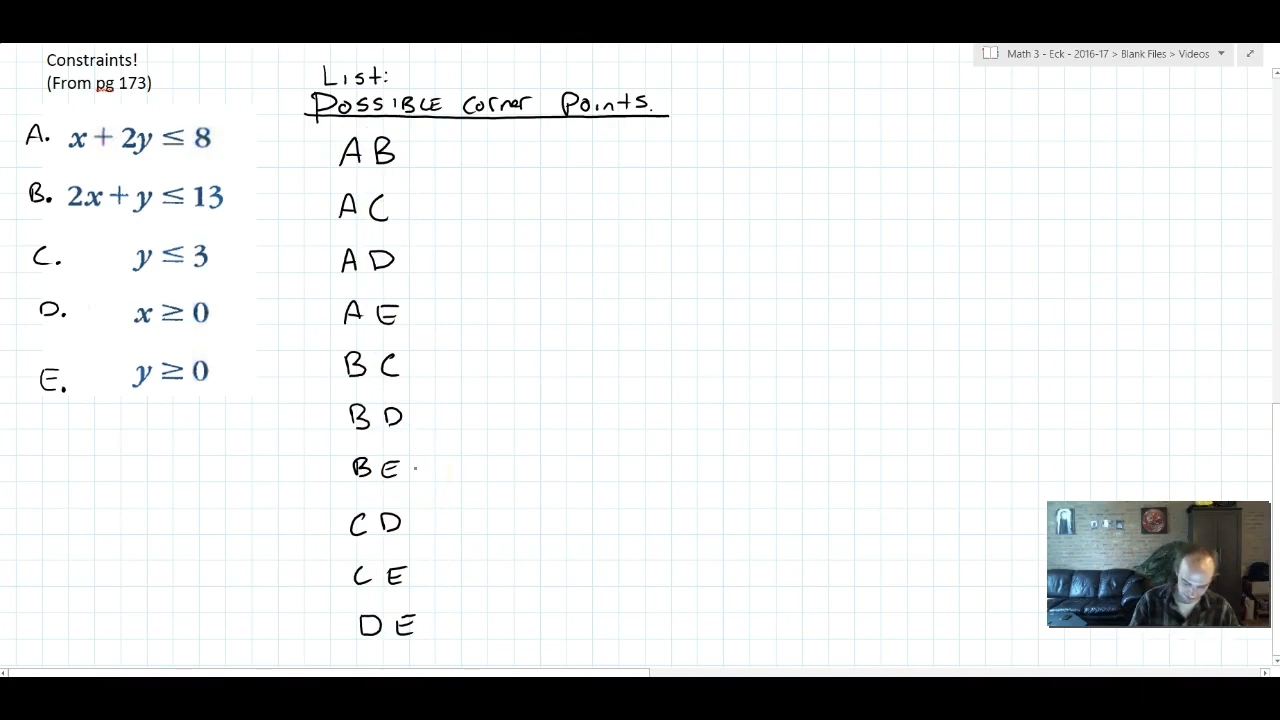 Constraints!
(From pg 173)
Math 3 - Eck - 2016-17 > Blank Files > Videos
List:
Possible Corner Points.
A. x + 2y ≤ 8
B. 2x + y ≤ 13
C. y ≤ 3
D. x ≥ 0
E. y ≥ 0
A B
A C
A D
A E
B C
B D
B E
C D
C E
D E